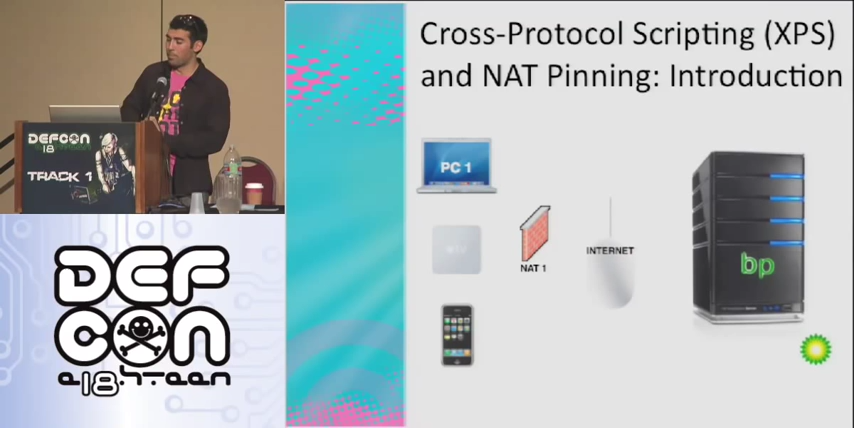 Cross-Protocol Scripting (XPS)
and NAT Pinning: Introduction
DEFCON
18
TRACK 1
PC 1
NAT 1
INTERNET
bp
DEF
CON
e18hteen